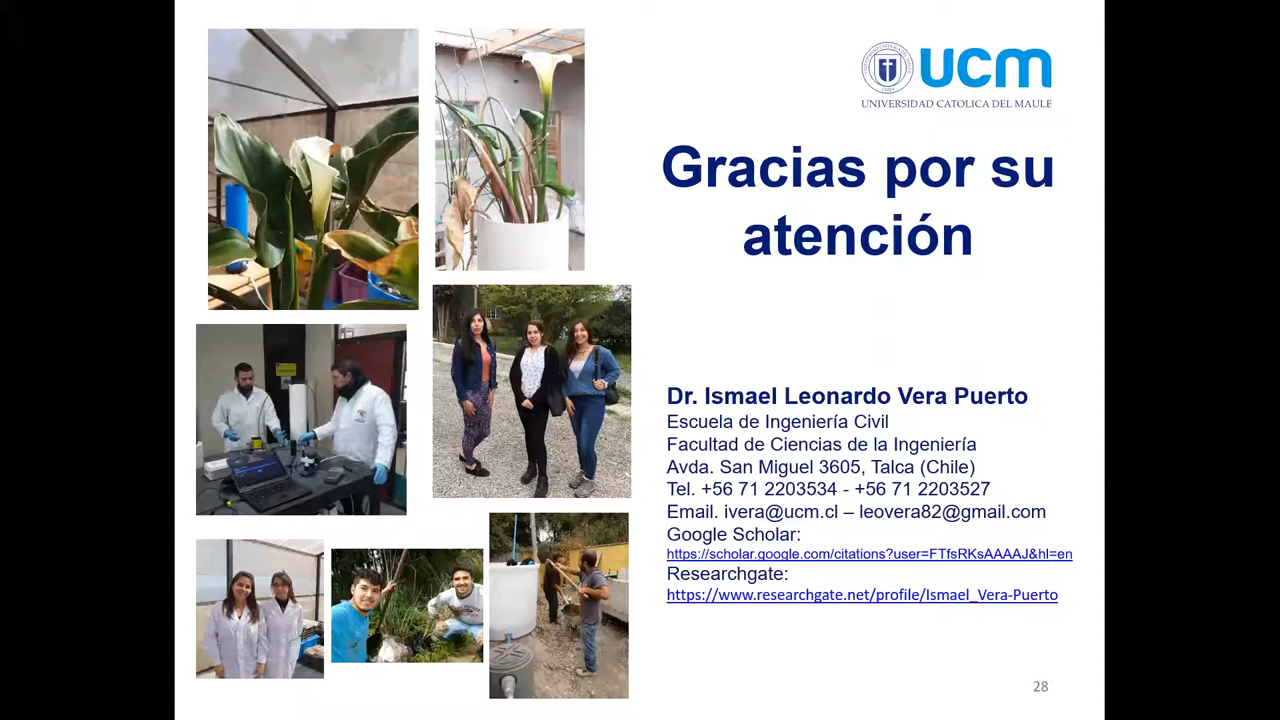 ucm
UNIVERSIDAD CATOLICA DEL MAULE
Gracias por su
atención
Dr. Ismael Leonardo Vera Puerto
Escuela de Ingeniería Civil
Facultad de Ciencias de la Ingeniería
Avda. San Miguel 3605, Talca (Chile)
Tel. +56 71 2203534 - +56 71 2203527
Email. ivera@ucm.cl – leovera82@gmail.com
Google Scholar:
https://scholar.google.com/citations?user=FTfsRKsAAAAJ&hl=en
Researchgate:
https://www.researchgate.net/profile/Ismael_Vera-Puerto
28